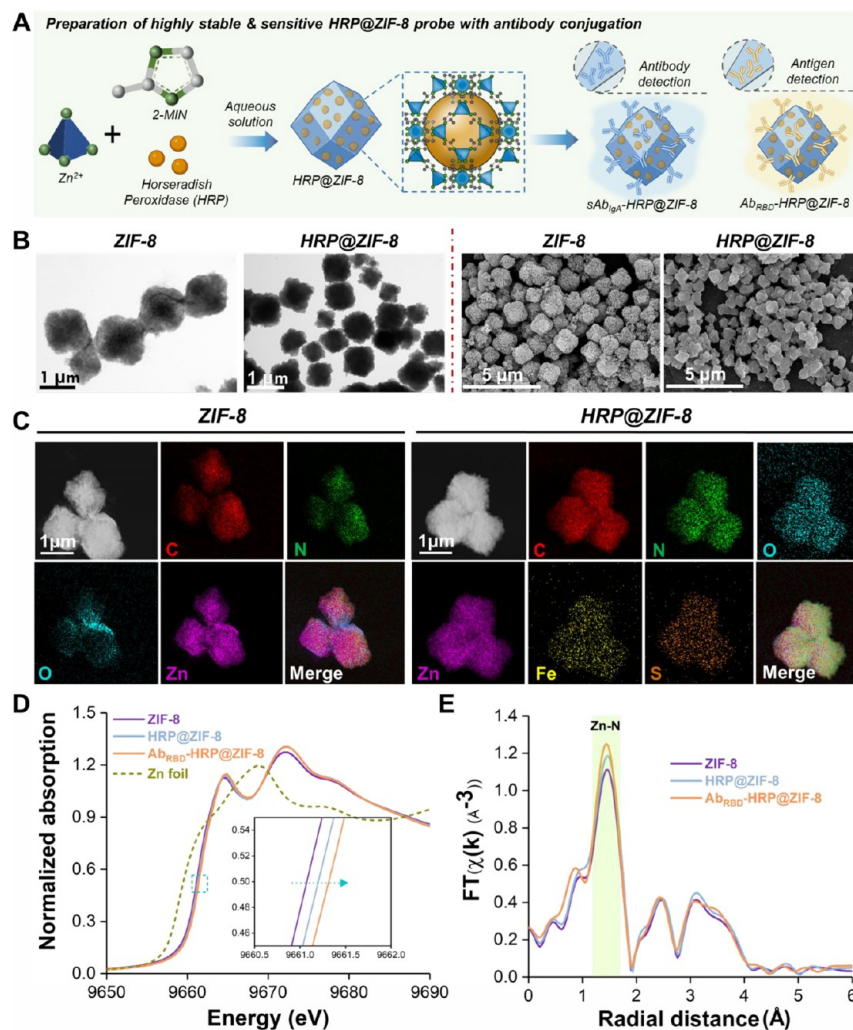 A
Preparation of highly stable & sensitive HRP@ZIF-8 probe with antibody conjugation
2-MIN
Zn²⁺
Horseradish
Peroxidase (HRP)
Aqueous
solution
HRP@ZIF-8
Antibody
detection
Antigen
detection
sAbIgA-HRP@ZIF-8
AbRBD-HRP@ZIF-8
B
ZIF-8
HRP@ZIF-8
ZIF-8
HRP@ZIF-8
1 μm
1 μm
5 μm
5 μm
C
ZIF-8
HRP@ZIF-8
1μm
C
N
1μm
C
N
O
O
Zn
Merge
Zn
Fe
S
Merge
D
ZIF-8
HRP@ZIF-8
AbRBD-HRP@ZIF-8
Zn foil
Normalized absorption
1.5
1.2
0.9
0.6
0.3
0.0
0.54
0.52
0.50
0.48
0.46
9660.5 9661.0 9661.5 9662.0
9650 9660 9670 9680 9690
Energy (eV)
E
Zn-N
ZIF-8
HRP@ZIF-8
AbRBD-HRP@ZIF-8
FT(χ(k) (A⁻³))
1.4
1.2
1.0
0.8
0.6
0.4
0.2
0.0
0 1 2 3 4 5 6
Radial distance (Å)